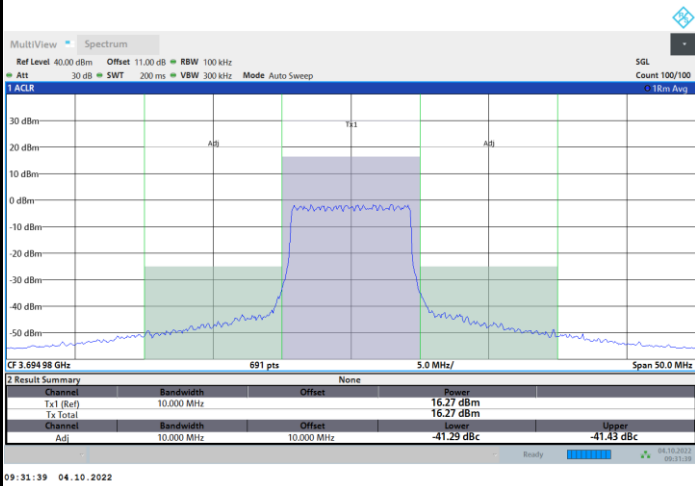 MultiView Spectrum
Ref Level 40.00 dBm Offset 11.00 dB RBW 100 kHz SGL
Att 30 dB SWT 200 ms VBW 300 kHz Mode Auto Sweep Count 100/100
1 ACLR 1Rm Avg
Tx1
30 dBm
Adj Adj
20 dBm
10 dBm
0 dBm
-10 dBm
-20 dBm
-30 dBm
-40 dBm
-50 dBm
CF 3.694 98 GHz 691 pts 5.0 MHz/ Span 50.0 MHz
2 Result Summary None
Channel Bandwidth Offset Power
Tx1 (Ref) 10.000 MHz 16.27 dBm
Tx Total 16.27 dBm
Channel Bandwidth Offset Lower Upper
Adj 10.000 MHz 10.000 MHz -41.29 dBc -41.43 dBc
Ready 04.10.2022
09:31:38
09:31:39 04.10.2022